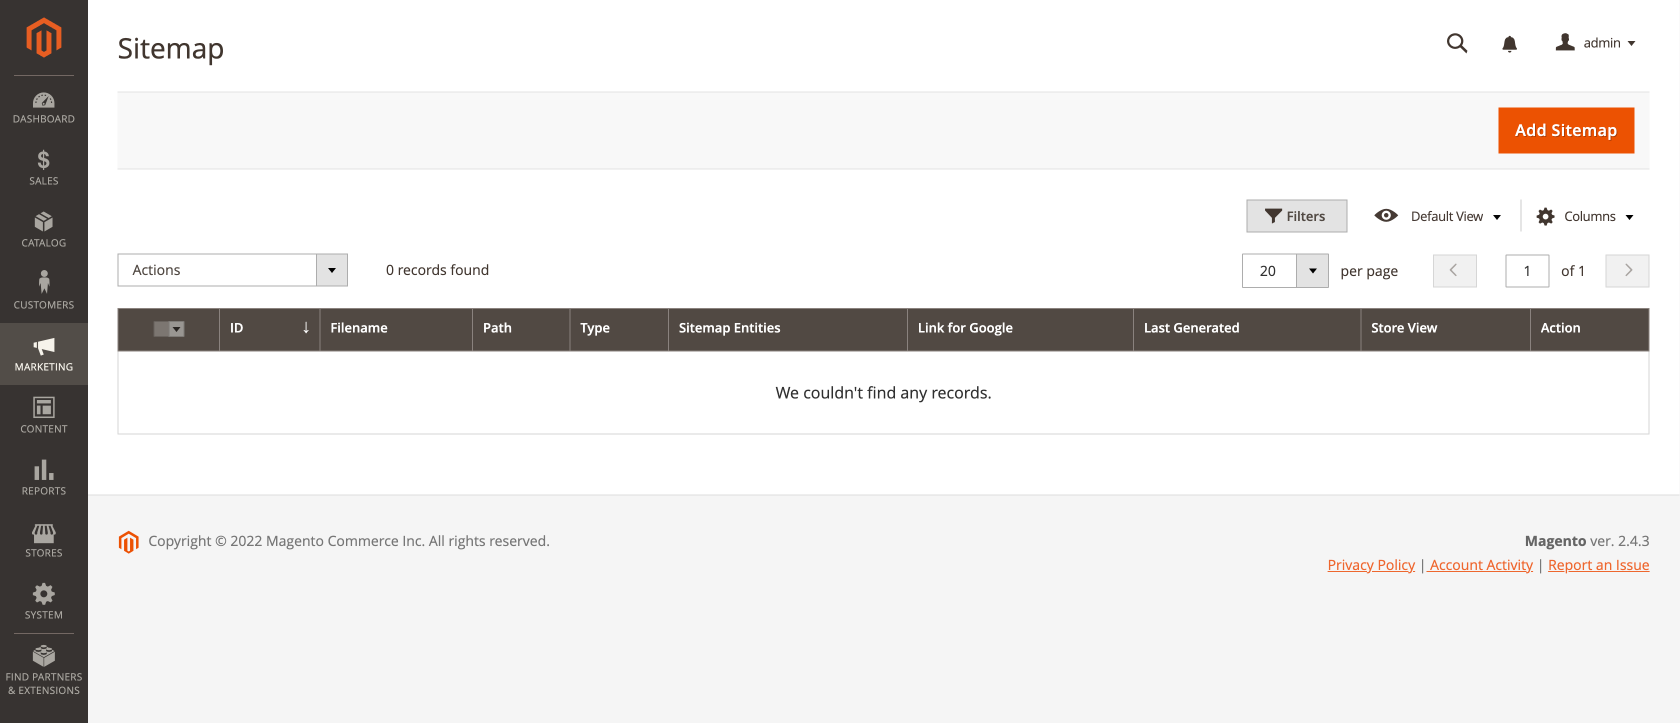 Sitemap
admin
DASHBOARD
SALES
CATALOG
CUSTOMERS
MARKETING
CONTENT
REPORTS
STORES
SYSTEM
FIND PARTNERS
& EXTENSIONS
Add Sitemap
Filters
Default View
Columns
Actions
0 records found
20 per page 1 of 1
ID ↓ Filename Path Type Sitemap Entities Link for Google Last Generated Store View Action
We couldn't find any records.
Copyright © 2022 Magento Commerce Inc. All rights reserved.
Magento ver. 2.4.3
Privacy Policy | Account Activity | Report an Issue